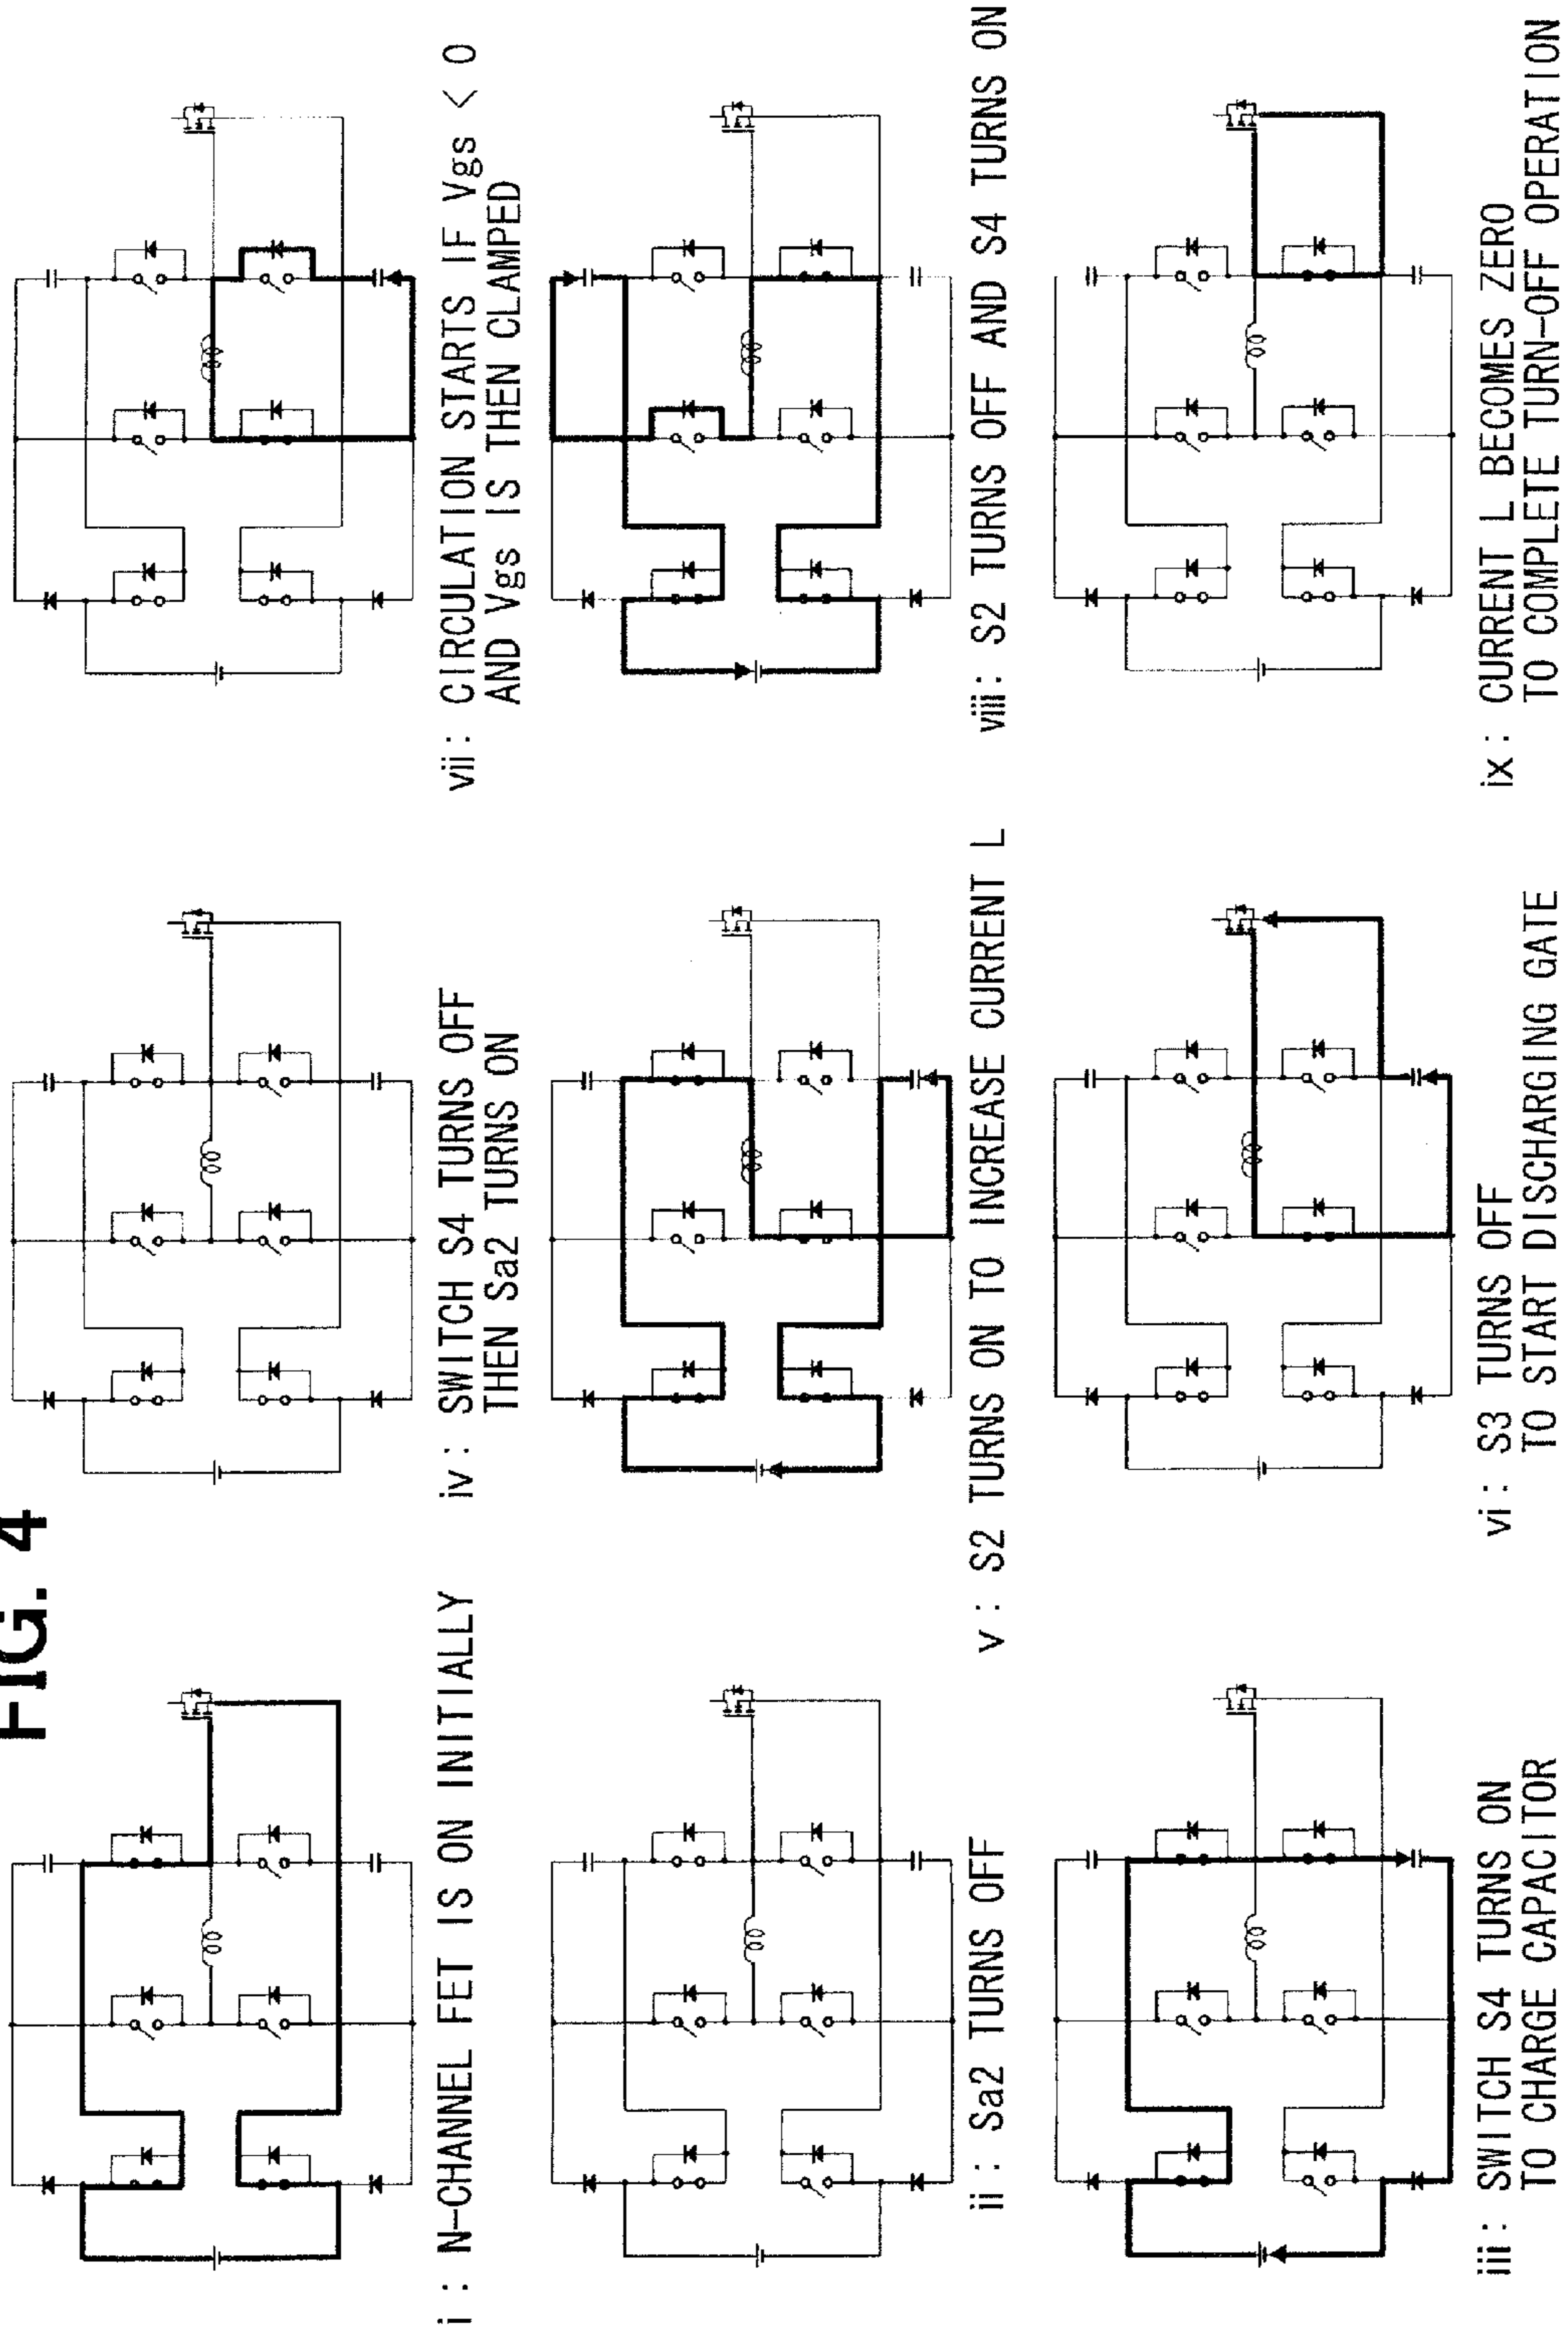 FIG. 4
i : N-CHANNEL FET IS ON INITIALLY
ii : Sa2 TURNS OFF
iii : SWITCH S4 TURNS ON
TO CHARGE CAPACITOR
iv : SWITCH S4 TURNS OFF
THEN Sa2 TURNS ON
v : S2 TURNS ON TO INCREASE CURRENT L
vi : S3 TURNS OFF
TO START DISCHARGING GATE
vii : CIRCULATION STARTS IF Vgs < 0
AND Vgs IS THEN CLAMPED
viii : S2 TURNS OFF AND S4 TURNS ON
ix : CURRENT L BECOMES ZERO
TO COMPLETE TURN-OFF OPERATION